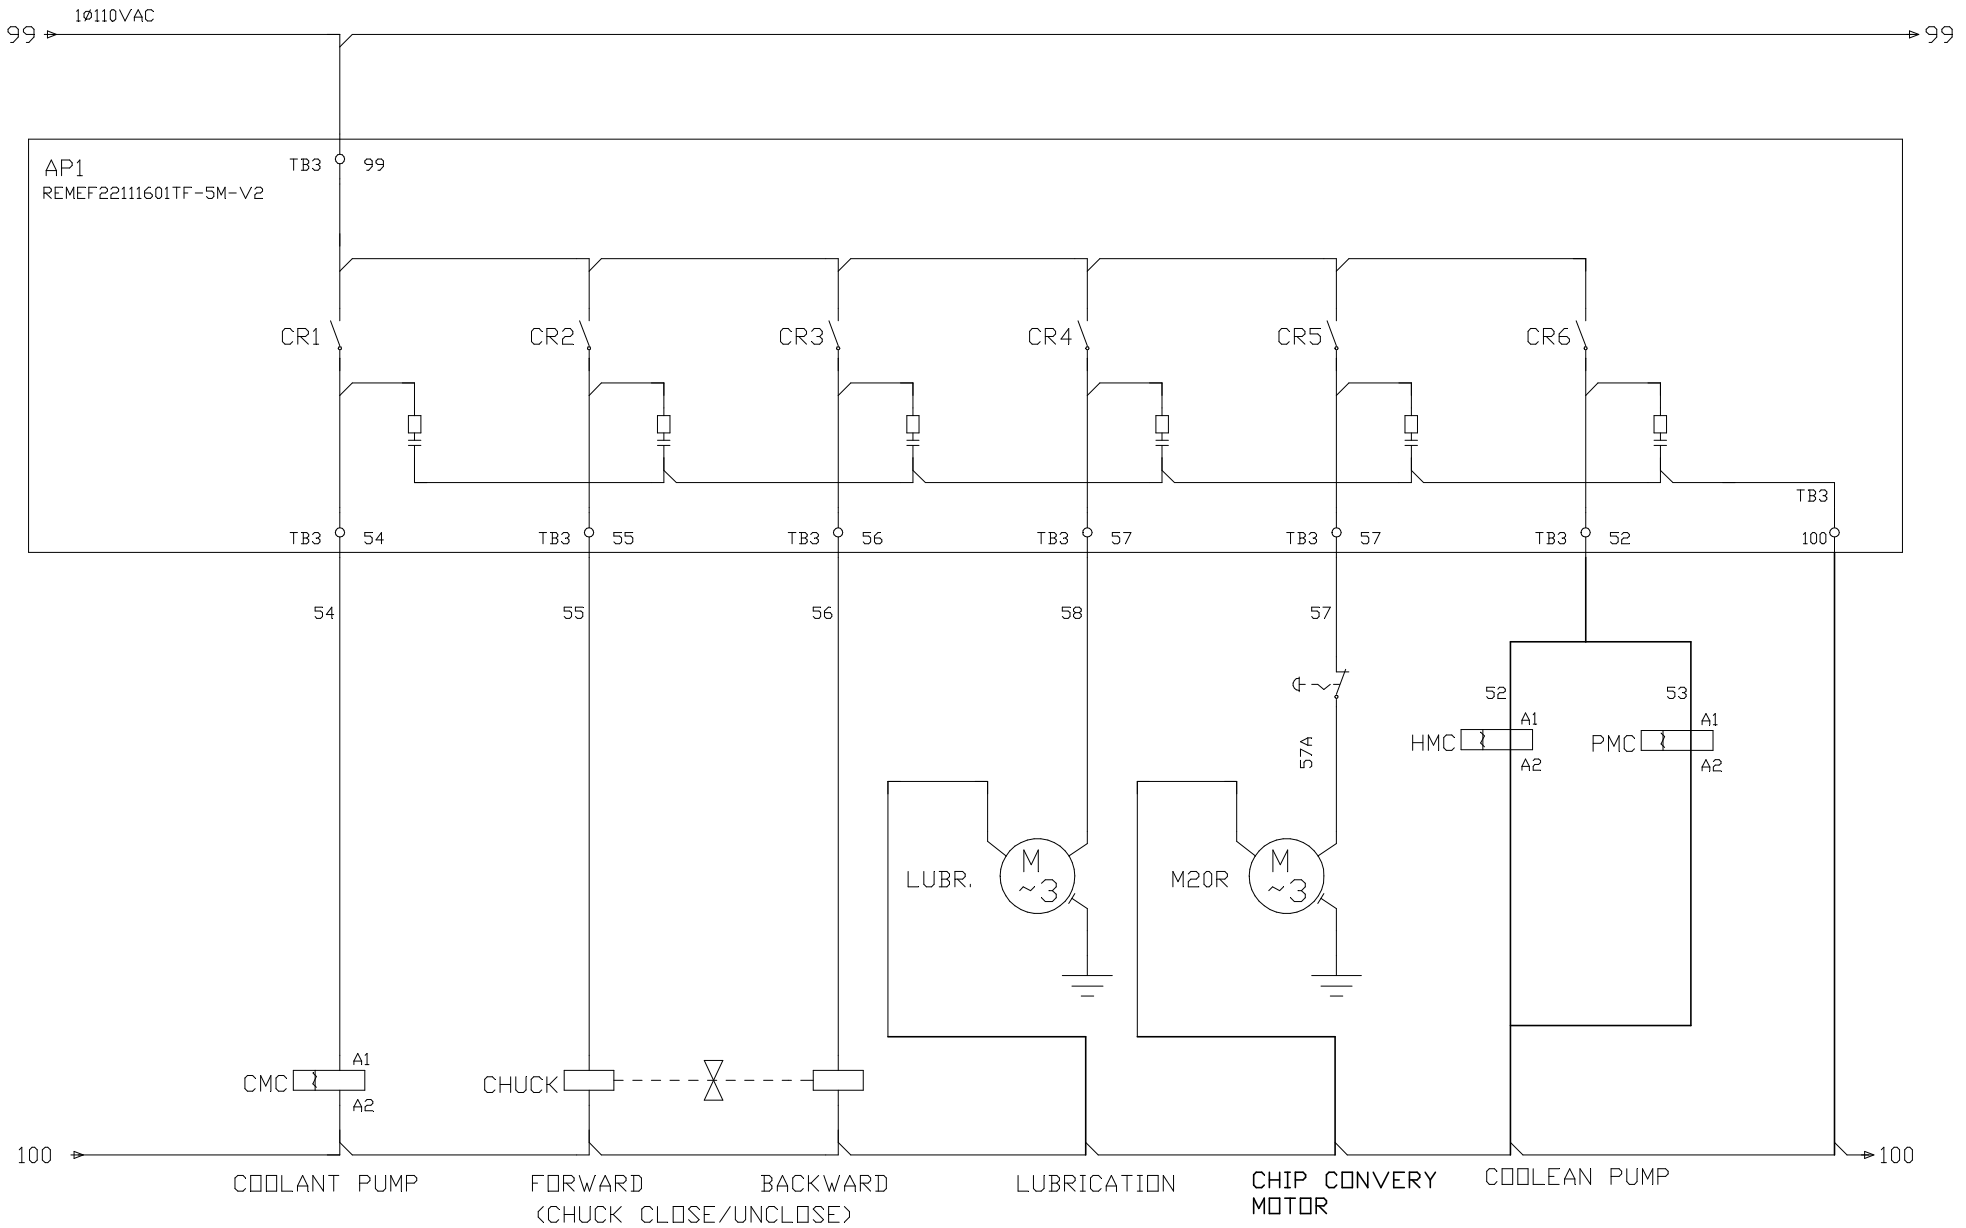 1ø110VAC
99
99
AP1
TB3 99
REMEF22111601TF-5M-V2
CR1
CR2
CR3
CR4
CR5
CR6
TB3
TB3 54
TB3 55
TB3 56
TB3 57
TB3 57
TB3 52
100
54
55
56
58
57
52
53
A1
A1
HMC
PMC
A2
A2
57A
M
~3
LUBR.
M
~3
M20R
A1
CMC
A2
CHUCK
100
100
COOLANT PUMP
FORWARD
BACKWARD
(CHUCK CLOSE/UNCLOSE)
LUBRICATION
CHIP CONVERY
MOTOR
COOLEAN PUMP